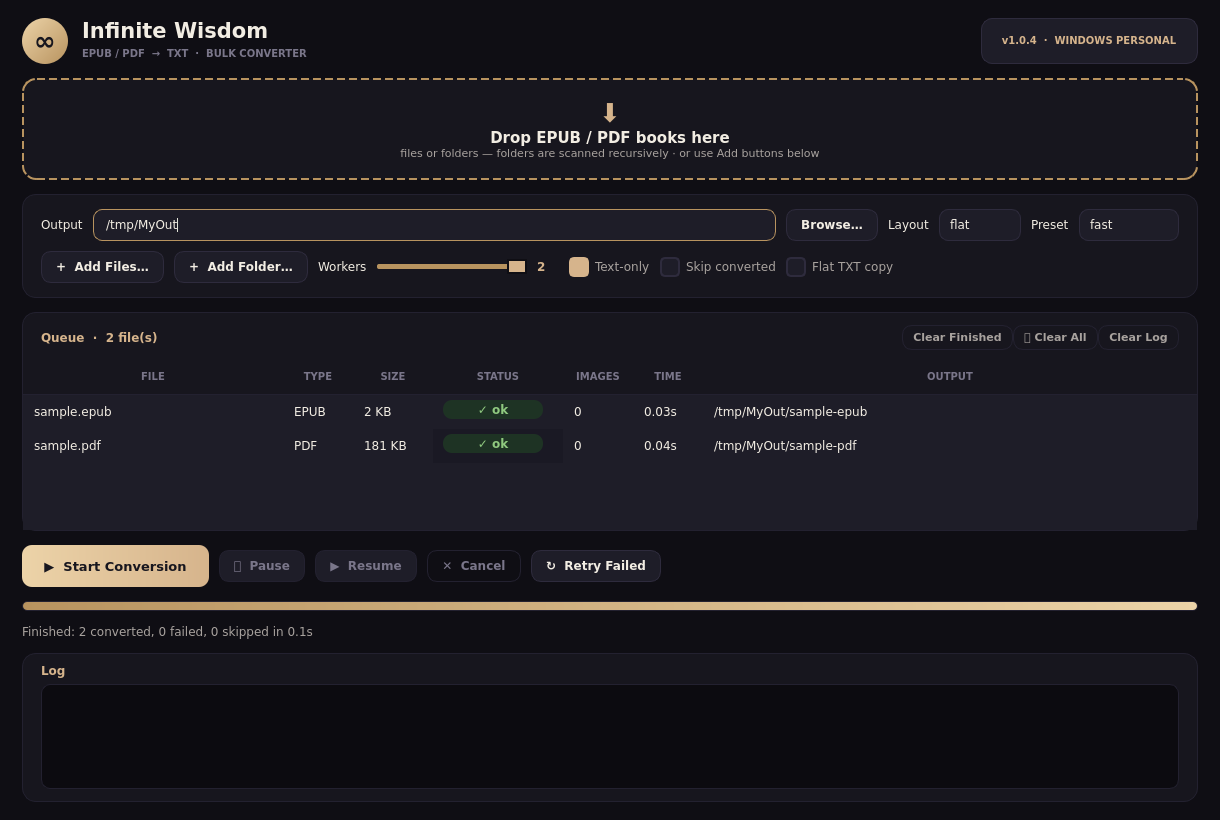 ∞ Infinite Wisdom
EPUB / PDF → TXT · BULK CONVERTER
v1.0.4 · WINDOWS PERSONAL
⬇
Drop EPUB / PDF books here
files or folders — folders are scanned recursively · or use Add buttons below
Output /tmp/MyOut Browse… Layout flat Preset fast
+ Add Files… + Add Folder… Workers 2 Text-only Skip converted Flat TXT copy
Queue · 2 file(s) Clear Finished Clear All Clear Log
FILE TYPE SIZE STATUS IMAGES TIME OUTPUT
sample.epub EPUB 2 KB ✓ ok 0 0.03s /tmp/MyOut/sample-epub
sample.pdf PDF 181 KB ✓ ok 0 0.04s /tmp/MyOut/sample-pdf
▶ Start Conversion Pause ▶ Resume ✕ Cancel ↻ Retry Failed
Finished: 2 converted, 0 failed, 0 skipped in 0.1s
Log